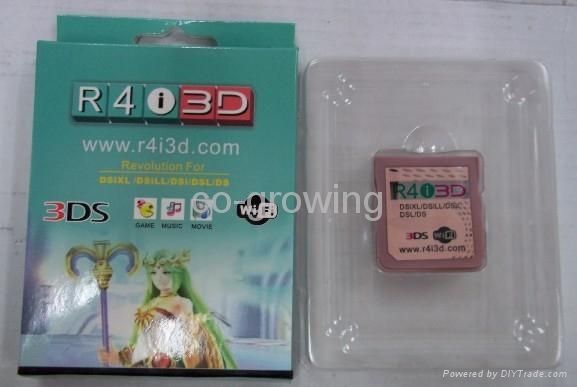 R4i3D
www.r4i3d.com
Revolution For
DSiXL /DSiLL/DSi/DSL/DS
3DS
GAME MUSIC MOVIE
WiFi
R4i3D
DSiXL/DSiLL/DSi
DSL/DS
3DS WiFi
www.r4i3d.com
go-growing
Powered by DIYTrade.com